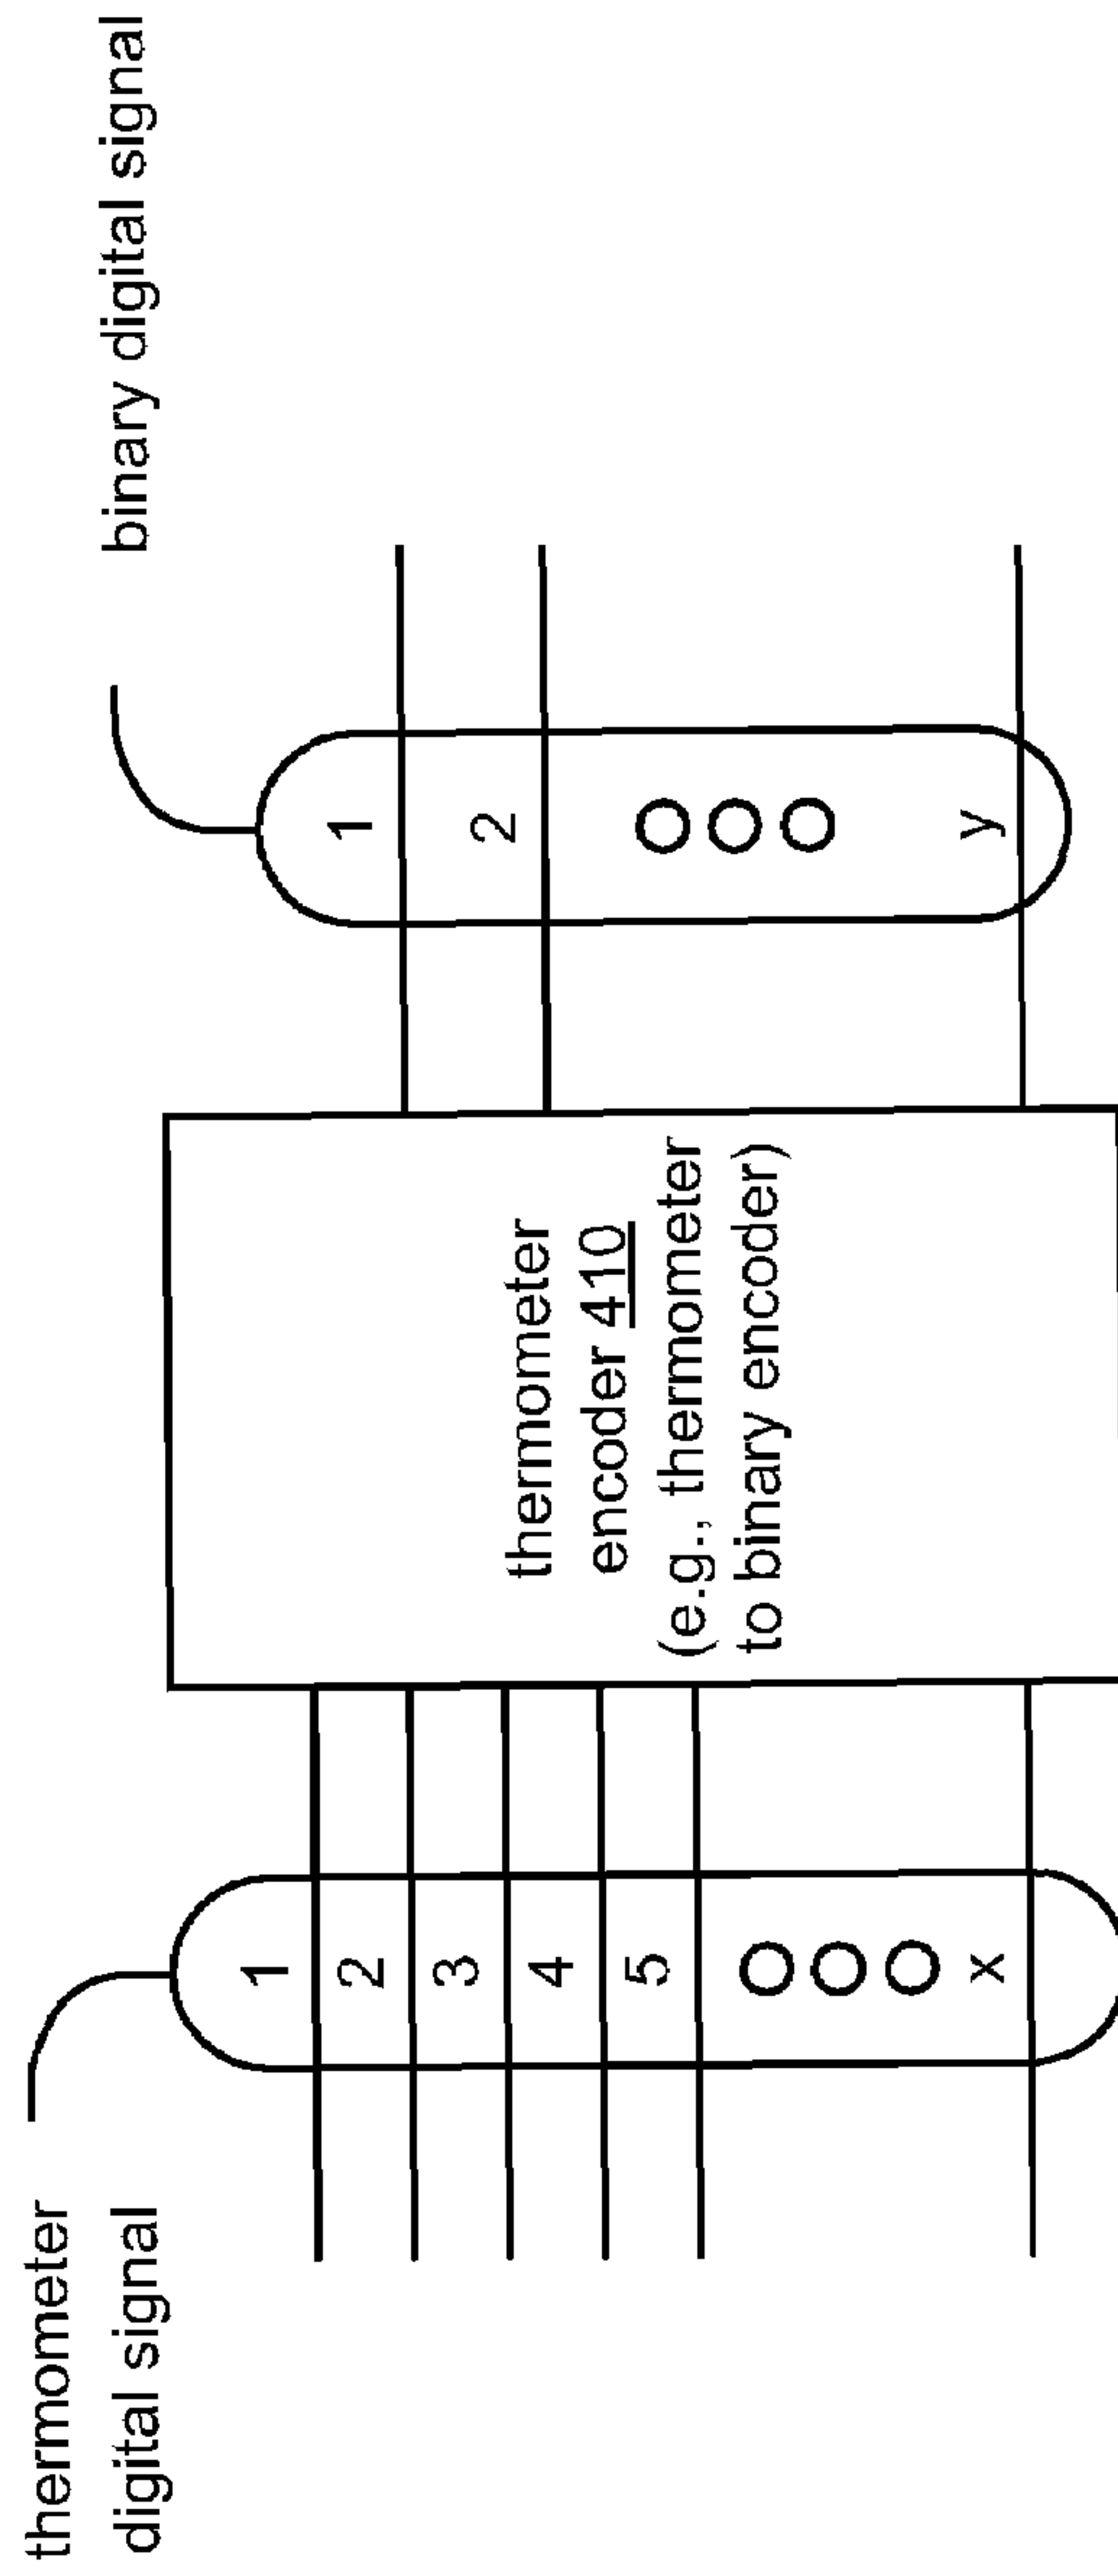 thermometer
digital signal
1
2
3
4
5
x
thermometer
encoder 410
(e.g., thermometer
to binary encoder)
binary digital signal
1
2
y